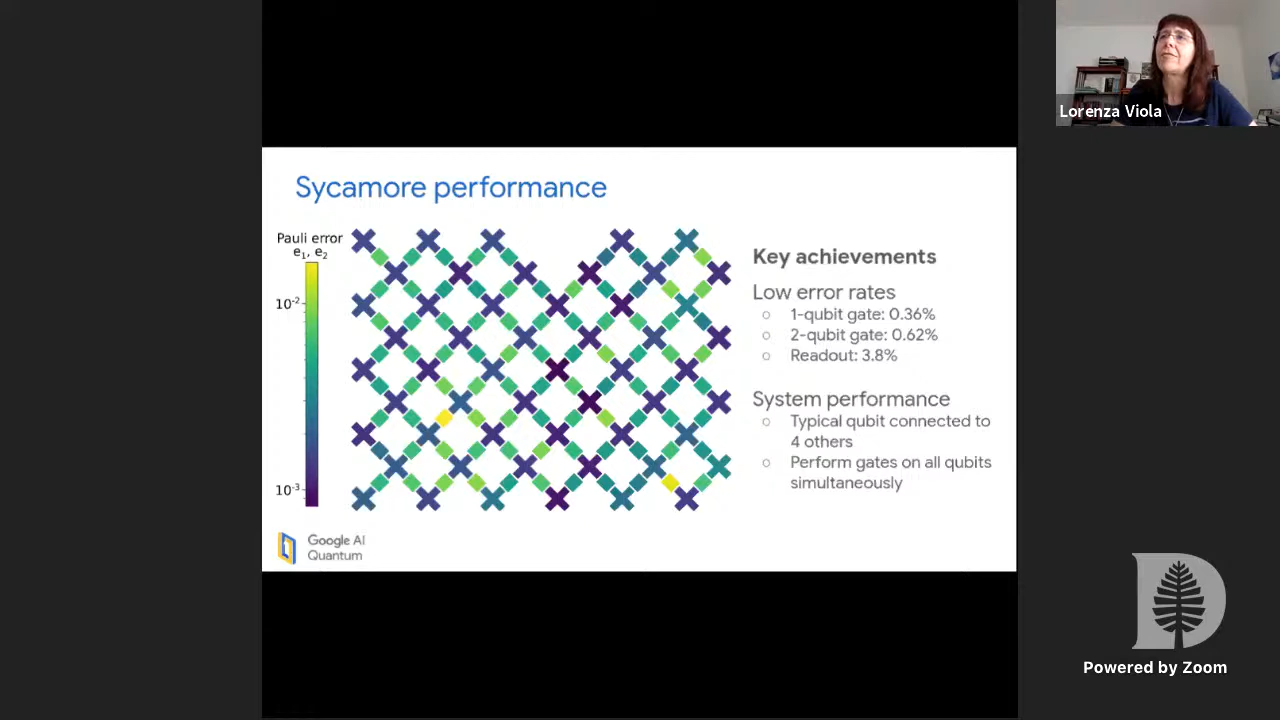 Lorenza Viola
Sycamore performance
Pauli error
e₁, e₂
10⁻²
10⁻³
Key achievements
Low error rates
○ 1-qubit gate: 0.36%
○ 2-qubit gate: 0.62%
○ Readout: 3.8%
System performance
○ Typical qubit connected to
4 others
○ Perform gates on all qubits
simultaneously
Google AI
Quantum
D
Powered by Zoom